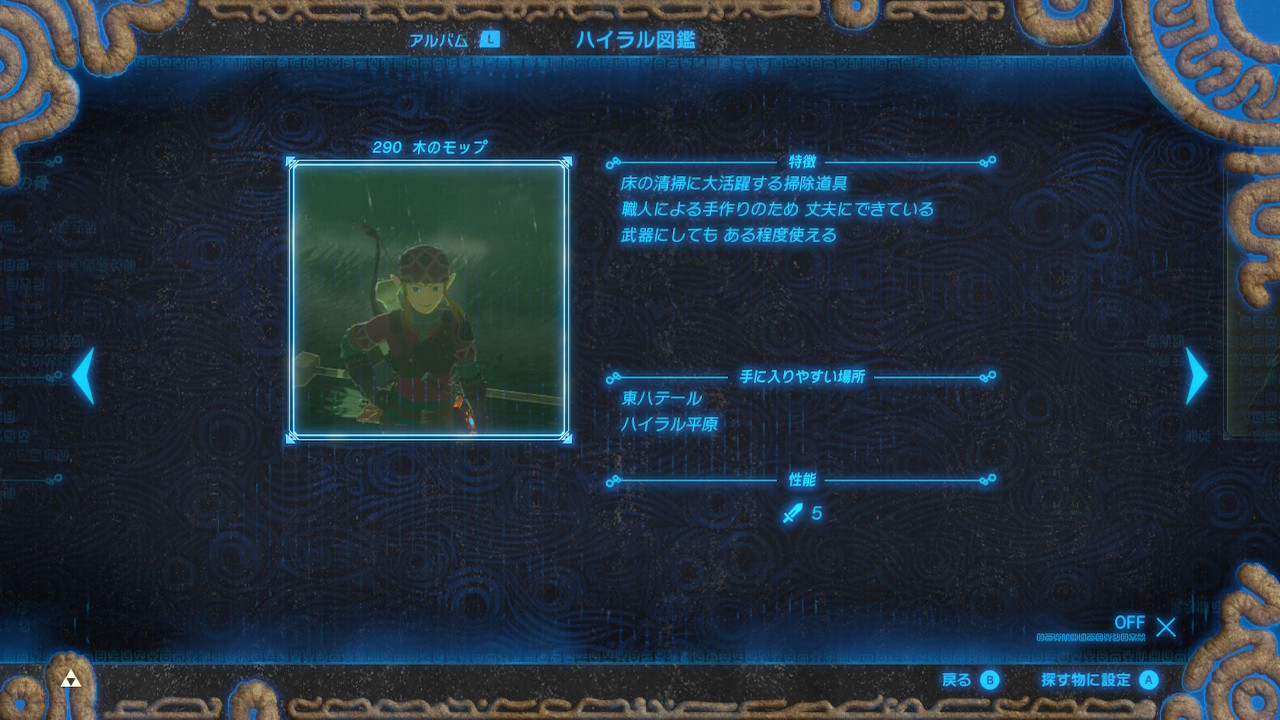 アルバム L
ハイラル図鑑
290 木のモップ
特徴
床の清掃に大活躍する掃除道具
職人による手作りのため 丈夫にできている
武器にしても ある程度使える
手に入りやすい場所
東ハテール
ハイラル平原
性能
5
OFF
戻る B
探す物に設定 A